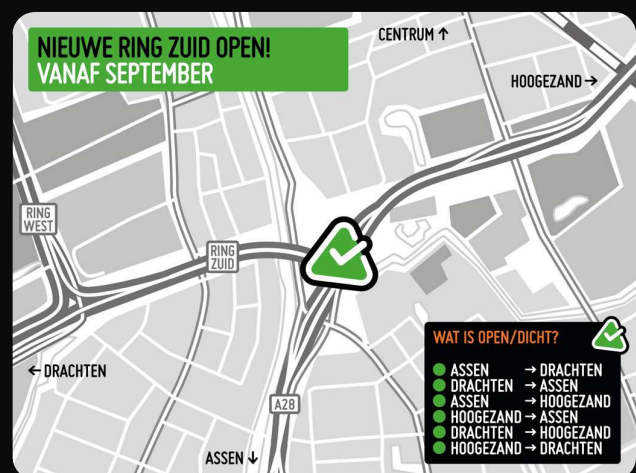 NIEUWE RING ZUID OPEN!
VANAF SEPTEMBER
CENTRUM ↑
HOOGEZAND →
RING
WEST
RING
ZUID
← DRACHTEN
A28
ASSEN ↓
WAT IS OPEN/DICHT?
ASSEN → DRACHTEN
DRACHTEN → ASSEN
ASSEN → HOOGEZAND
HOOGEZAND → ASSEN
DRACHTEN → HOOGEZAND
HOOGEZAND → DRACHTEN